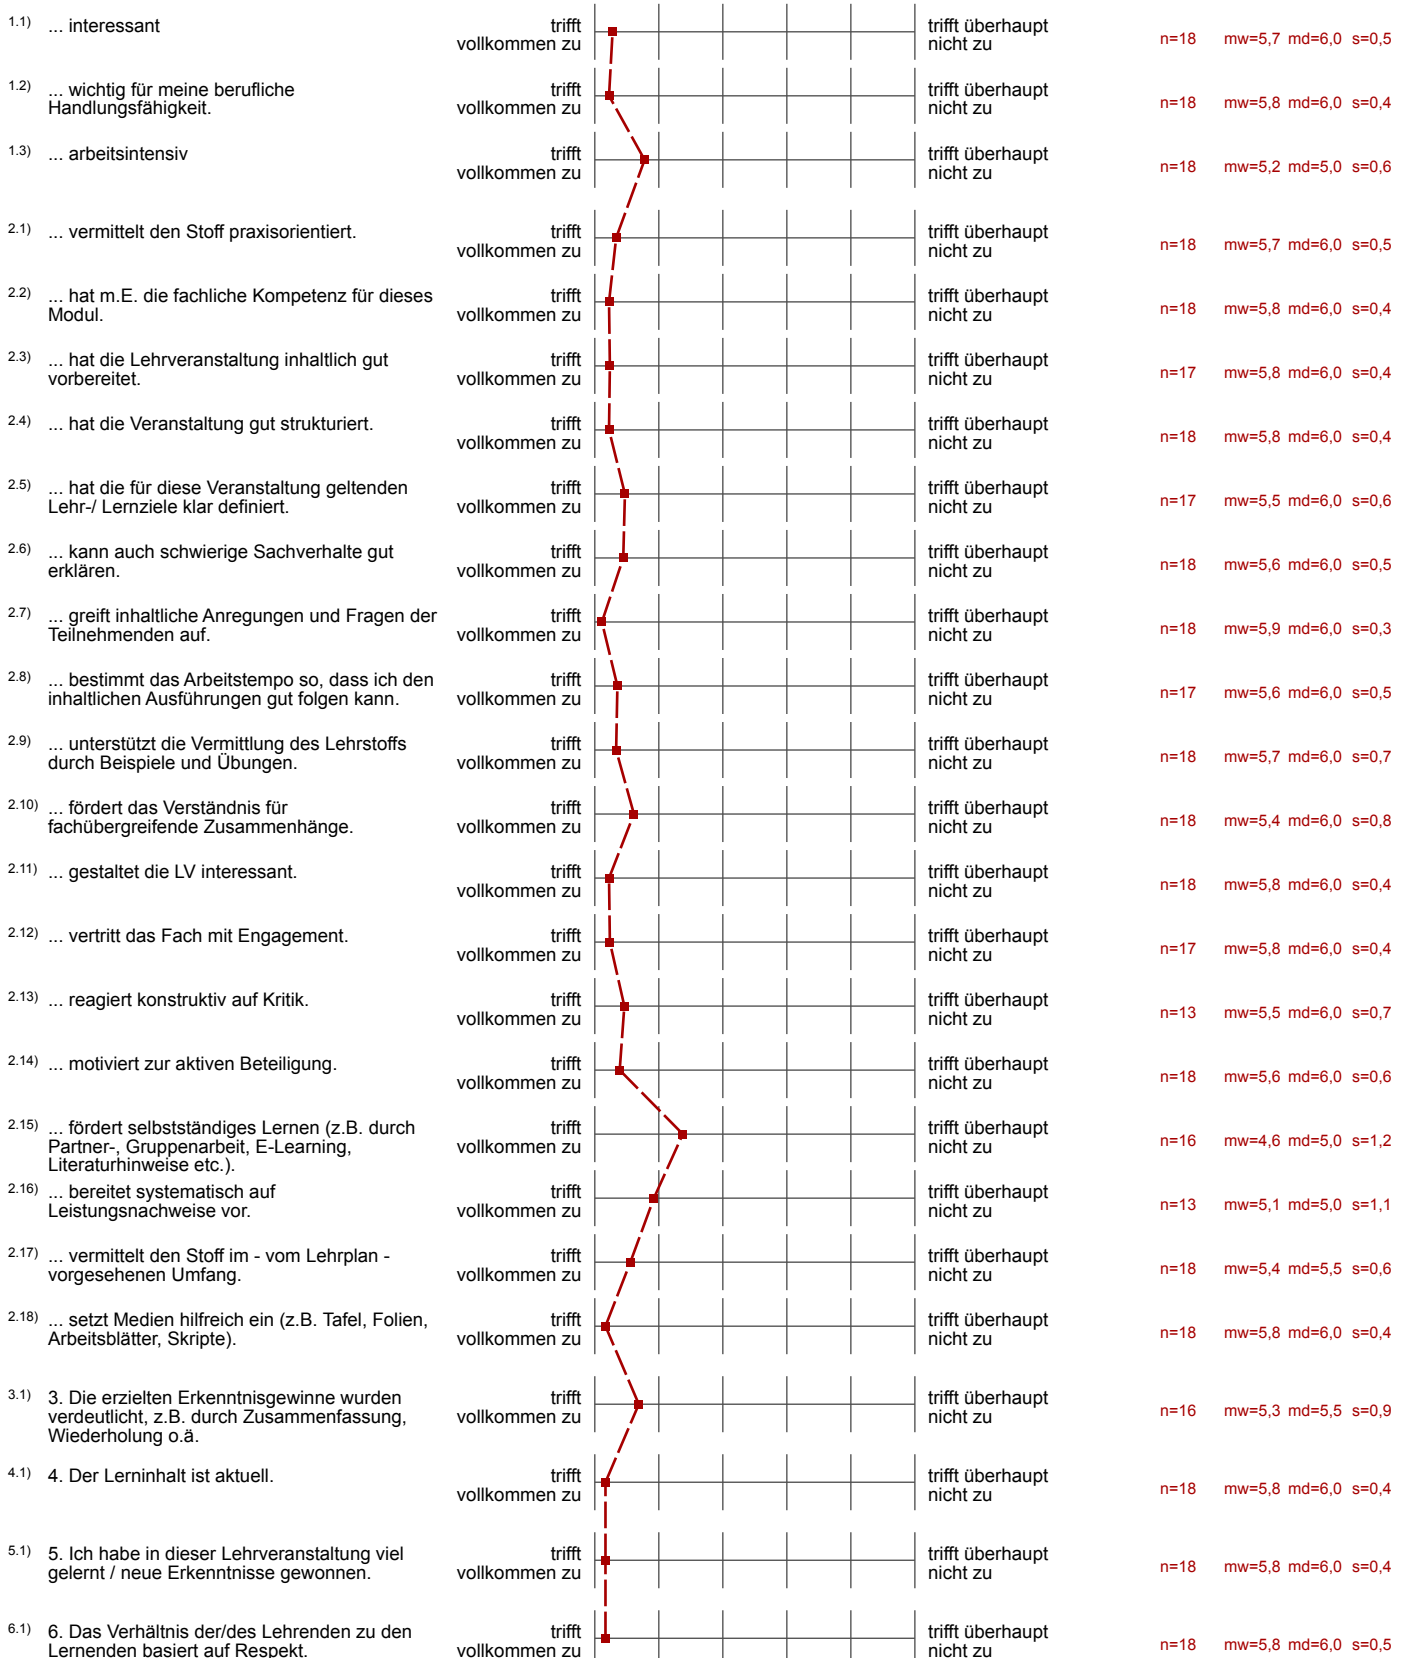 1.1) ... interessant trifft trifft überhaupt
vollkommen zu nicht zu n=18 mw=5,7 md=6,0 s=0,5
1.2) ... wichtig für meine berufliche trifft trifft überhaupt
Handlungsfähigkeit. vollkommen zu nicht zu n=18 mw=5,8 md=6,0 s=0,4
1.3) ... arbeitsintensiv trifft trifft überhaupt
vollkommen zu nicht zu n=18 mw=5,2 md=5,0 s=0,6
2.1) ... vermittelt den Stoff praxisorientiert. trifft trifft überhaupt
vollkommen zu nicht zu n=18 mw=5,7 md=6,0 s=0,5
2.2) ... hat m.E. die fachliche Kompetenz für dieses trifft trifft überhaupt
Modul. vollkommen zu nicht zu n=18 mw=5,8 md=6,0 s=0,4
2.3) ... hat die Lehrveranstaltung inhaltlich gut trifft trifft überhaupt
vorbereitet. vollkommen zu nicht zu n=17 mw=5,8 md=6,0 s=0,4
2.4) ... hat die Veranstaltung gut strukturiert. trifft trifft überhaupt
vollkommen zu nicht zu n=18 mw=5,8 md=6,0 s=0,4
2.5) ... hat die für diese Veranstaltung geltenden trifft trifft überhaupt
Lehr-/ Lernziele klar definiert. vollkommen zu nicht zu n=17 mw=5,5 md=6,0 s=0,6
2.6) ... kann auch schwierige Sachverhalte gut trifft trifft überhaupt
erklären. vollkommen zu nicht zu n=18 mw=5,6 md=6,0 s=0,5
2.7) ... greift inhaltliche Anregungen und Fragen der trifft trifft überhaupt
Teilnehmenden auf. vollkommen zu nicht zu n=18 mw=5,9 md=6,0 s=0,3
2.8) ... bestimmt das Arbeitstempo so, dass ich den trifft trifft überhaupt
inhaltlichen Ausführungen gut folgen kann. vollkommen zu nicht zu n=17 mw=5,6 md=6,0 s=0,5
2.9) ... unterstützt die Vermittlung des Lehrstoffs trifft trifft überhaupt
durch Beispiele und Übungen. vollkommen zu nicht zu n=18 mw=5,7 md=6,0 s=0,7
2.10) ... fördert das Verständnis für trifft trifft überhaupt
fachübergreifende Zusammenhänge. vollkommen zu nicht zu n=18 mw=5,4 md=6,0 s=0,8
2.11) ... gestaltet die LV interessant. trifft trifft überhaupt
vollkommen zu nicht zu n=18 mw=5,8 md=6,0 s=0,4
2.12) ... vertritt das Fach mit Engagement. trifft trifft überhaupt
vollkommen zu nicht zu n=17 mw=5,8 md=6,0 s=0,4
2.13) ... reagiert konstruktiv auf Kritik. trifft trifft überhaupt
vollkommen zu nicht zu n=13 mw=5,5 md=6,0 s=0,7
2.14) ... motiviert zur aktiven Beteiligung. trifft trifft überhaupt
vollkommen zu nicht zu n=18 mw=5,6 md=6,0 s=0,6
2.15) ... fördert selbstständiges Lernen (z.B. durch trifft trifft überhaupt
Partner-, Gruppenarbeit, E-Learning, vollkommen zu nicht zu n=16 mw=4,6 md=5,0 s=1,2
Literaturhinweise etc.).
2.16) ... bereitet systematisch auf trifft trifft überhaupt
Leistungsnachweise vor. vollkommen zu nicht zu n=13 mw=5,1 md=5,0 s=1,1
2.17) ... vermittelt den Stoff im - vom Lehrplan - trifft trifft überhaupt
vorgesehenen Umfang. vollkommen zu nicht zu n=18 mw=5,4 md=5,5 s=0,6
2.18) ... setzt Medien hilfreich ein (z.B. Tafel, Folien, trifft trifft überhaupt
Arbeitsblätter, Skripte). vollkommen zu nicht zu n=18 mw=5,8 md=6,0 s=0,4
3.1) 3. Die erzielten Erkenntnisgewinne wurden trifft trifft überhaupt
verdeutlicht, z.B. durch Zusammenfassung, vollkommen zu nicht zu n=16 mw=5,3 md=5,5 s=0,9
Wiederholung o.ä.
4.1) 4. Der Lerninhalt ist aktuell. trifft trifft überhaupt
vollkommen zu nicht zu n=18 mw=5,8 md=6,0 s=0,4
5.1) 5. Ich habe in dieser Lehrveranstaltung viel trifft trifft überhaupt
gelernt / neue Erkenntnisse gewonnen. vollkommen zu nicht zu n=18 mw=5,8 md=6,0 s=0,4
6.1) 6. Das Verhältnis der/des Lehrenden zu den trifft trifft überhaupt
Lernenden basiert auf Respekt. vollkommen zu nicht zu n=18 mw=5,8 md=6,0 s=0,5